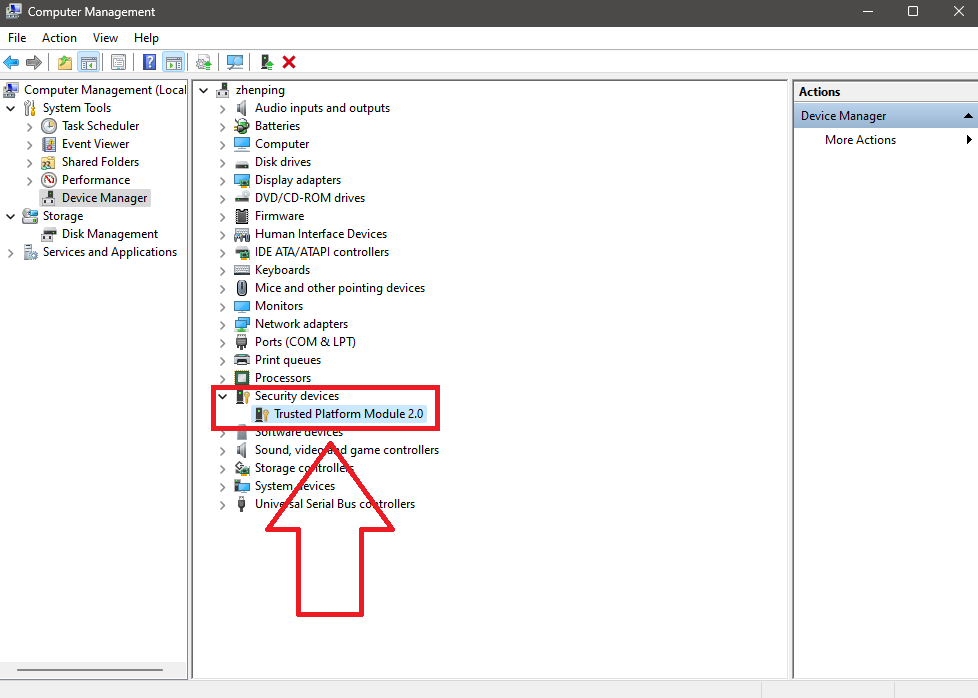 Computer Management
File Action View Help
Computer Management (Local
System Tools
Task Scheduler
Event Viewer
Shared Folders
Performance
Device Manager
Storage
Disk Management
Services and Applications
zhenping
Audio inputs and outputs
Batteries
Computer
Disk drives
Display adapters
DVD/CD-ROM drives
Firmware
Human Interface Devices
IDE ATA/ATAPI controllers
Keyboards
Mice and other pointing devices
Monitors
Network adapters
Ports (COM & LPT)
Print queues
Processors
Security devices
Trusted Platform Module 2.0
Software devices
Sound, video and game controllers
Storage controllers
System devices
Universal Serial Bus controllers
Actions
Device Manager
More Actions